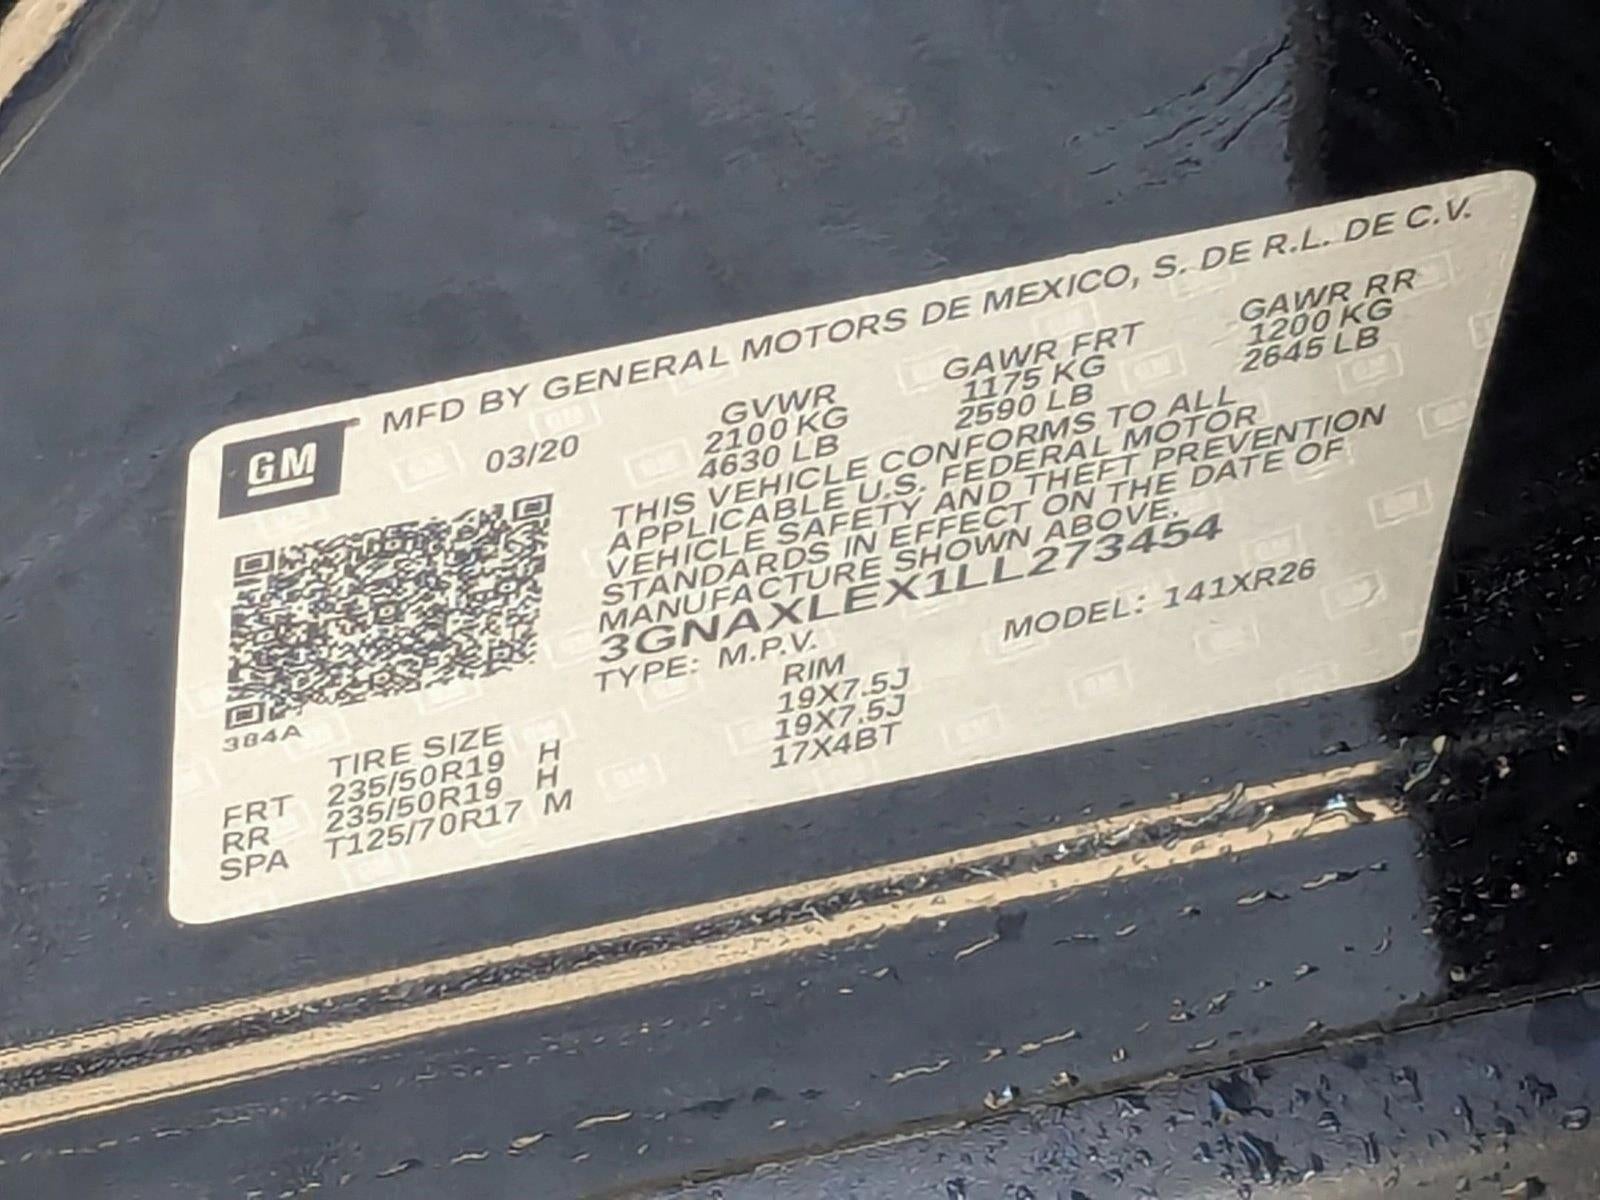 MFD BY GENERAL MOTORS DE MEXICO, S. DE R.L. DE C.V.
GM
03/20
GVWR GAWR FRT GAWR RR
2100 KG 1175 KG 1200 KG
4630 LB 2590 LB 2645 LB
THIS VEHICLE CONFORMS TO ALL
APPLICABLE U.S. FEDERAL MOTOR
VEHICLE SAFETY AND THEFT PREVENTION
STANDARDS IN EFFECT ON THE DATE OF
MANUFACTURE SHOWN ABOVE.
3GNAXLEX1LL273454
TYPE: M.P.V. MODEL: 141XR26
384A
TIRE SIZE RIM
FRT 235/50R19 H 19X7.5J
RR 235/50R19 H 19X7.5J
SPA T125/70R17 M 17X4BT